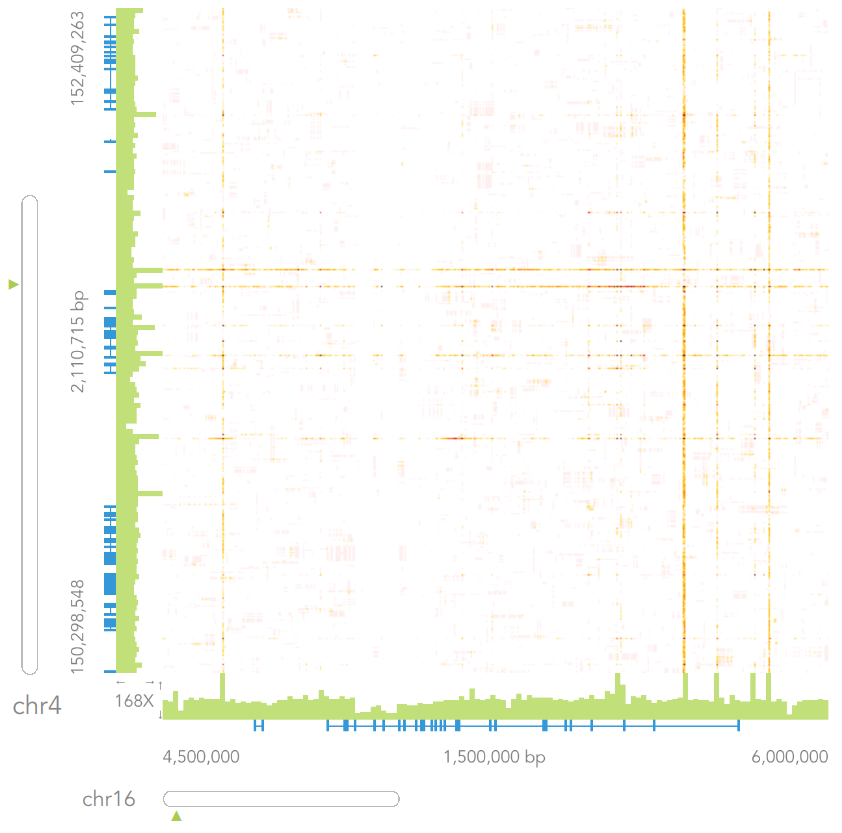 152,409,263
2,110,715 bp
150,298,548
chr4
168X
4,500,000
1,500,000 bp
6,000,000
chr16